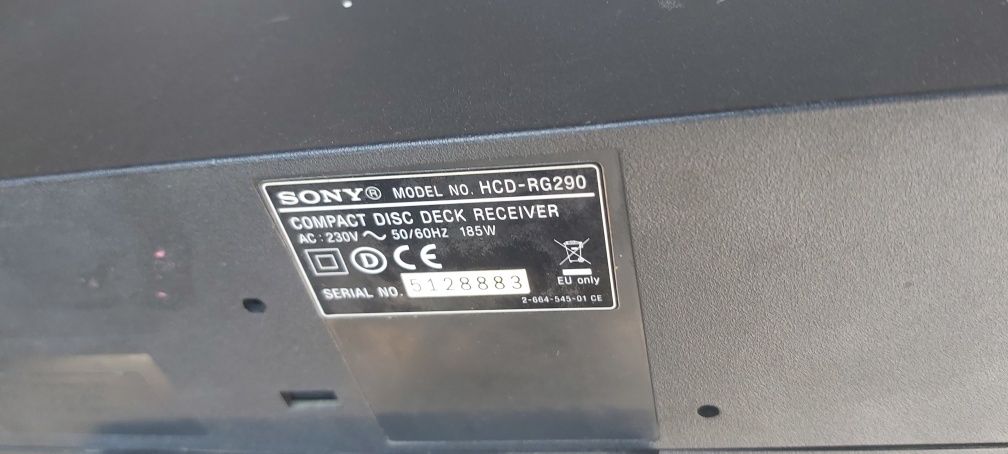 SONY® MODEL NO. HCD-RG290
COMPACT DISC DECK RECEIVER
AC : 230V ~ 50/60Hz 185W
D CE
EU only
SERIAL NO. 5128883
2-664-545-01 CE